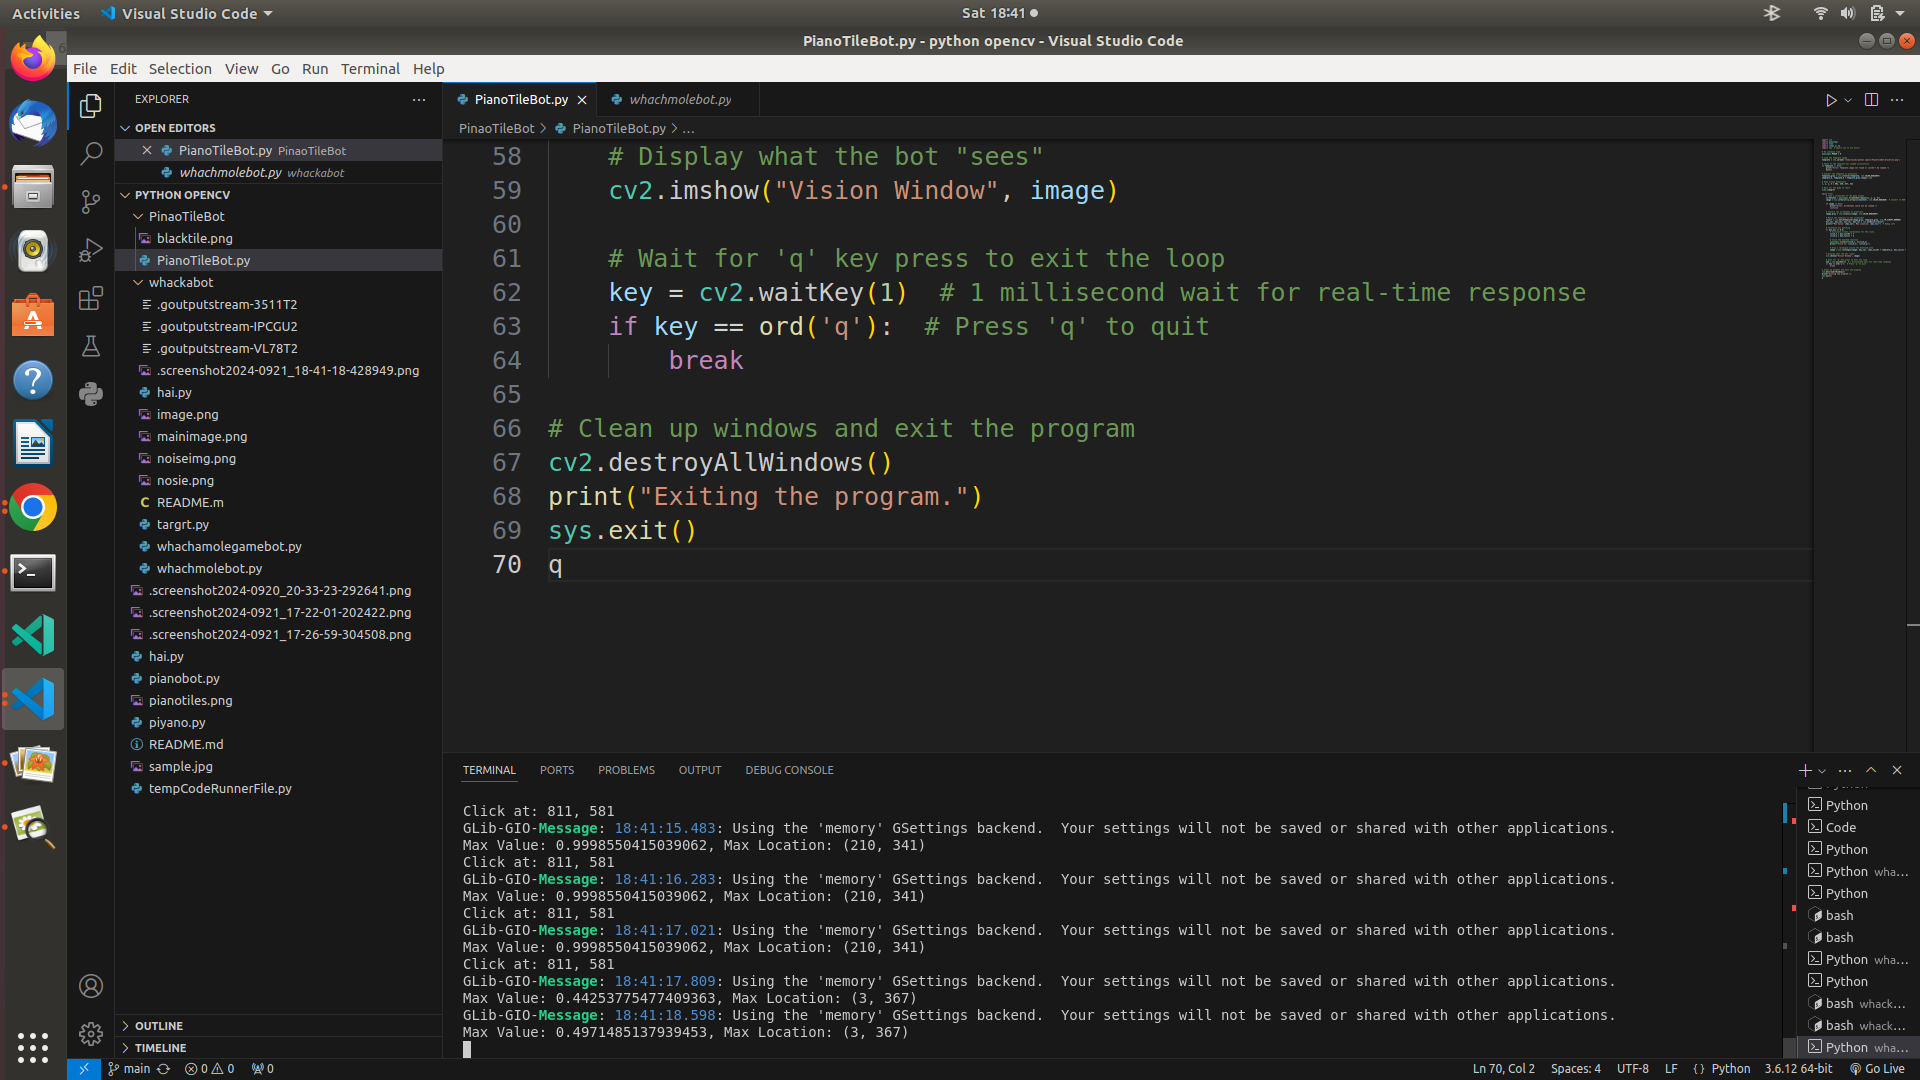 Activities
Visual Studio Code
Sat 18:41
PianoTileBot.py - python opencv - Visual Studio Code
File Edit Selection View Go Run Terminal Help
EXPLORER
OPEN EDITORS
PianoTileBot.py PinaoTileBot
whachmolebot.py whackabot
PYTHON OPENCV
PinaoTileBot
blacktile.png
PianoTileBot.py
whackabot
.goutputstream-3511T2
.goutputstream-IPCGU2
.goutputstream-VL78T2
.screenshot2024-0921_18-41-18-428949.png
hai.py
image.png
mainimage.png
noiseimg.png
nosie.png
README.m
targrt.py
whachamolegamebot.py
whachmolebot.py
.screenshot2024-0920_20-33-23-292641.png
.screenshot2024-0921_17-22-01-202422.png
.screenshot2024-0921_17-26-59-304508.png
hai.py
pianobot.py
pianotiles.png
piyano.py
README.md
sample.jpg
tempCodeRunnerFile.py
OUTLINE
TIMELINE
PianoTileBot.py
whachmolebot.py
PinaoTileBot > PianoTileBot.py > ...
58 # Display what the bot "sees"
59 cv2.imshow("Vision Window", image)
60
61 # Wait for 'q' key press to exit the loop
62 key = cv2.waitKey(1)  # 1 millisecond wait for real-time response
63 if key == ord('q'):  # Press 'q' to quit
64 break
65
66 # Clean up windows and exit the program
67 cv2.destroyAllWindows()
68 print("Exiting the program.")
69 sys.exit()
70 q
TERMINAL PORTS PROBLEMS OUTPUT DEBUG CONSOLE
Click at: 811, 581
GLib-GIO-Message: 18:41:15.483: Using the 'memory' GSettings backend.  Your settings will not be saved or shared with other applications.
Max Value: 0.9998550415039062, Max Location: (210, 341)
Click at: 811, 581
GLib-GIO-Message: 18:41:16.283: Using the 'memory' GSettings backend.  Your settings will not be saved or shared with other applications.
Max Value: 0.9998550415039062, Max Location: (210, 341)
Click at: 811, 581
GLib-GIO-Message: 18:41:17.021: Using the 'memory' GSettings backend.  Your settings will not be saved or shared with other applications.
Max Value: 0.9998550415039062, Max Location: (210, 341)
Click at: 811, 581
GLib-GIO-Message: 18:41:17.809: Using the 'memory' GSettings backend.  Your settings will not be saved or shared with other applications.
Max Value: 0.44253775477409363, Max Location: (3, 367)
GLib-GIO-Message: 18:41:18.598: Using the 'memory' GSettings backend.  Your settings will not be saved or shared with other applications.
Max Value: 0.4971485137939453, Max Location: (3, 367)
Python
Code
Python
Python wha...
Python
bash
bash
Python wha...
Python
bash whack...
bash whack...
Python wha...
main
0 0
0
Ln 70, Col 2
Spaces: 4
UTF-8
LF
{ } Python
3.6.12 64-bit
Go Live